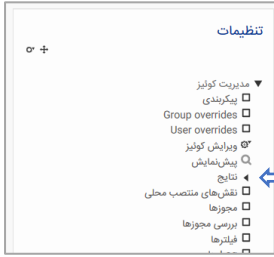 تنظیمات
مدیریت کوئیز
پیکربندی
Group overrides
User overrides
ویرایش کوئیز
پیش‌نمایش
نتایج
نقش‌های منتصب محلی
مجوزها
بررسی مجوزها
فیلترها